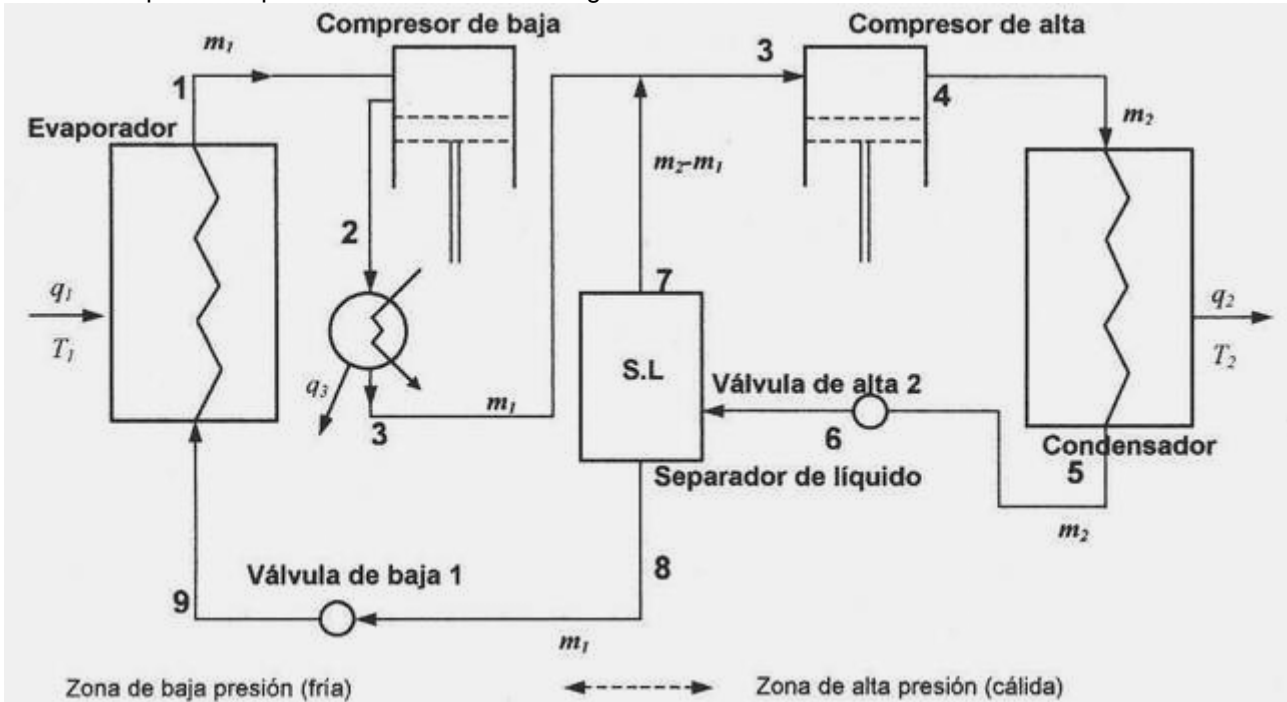 Compresor de baja
Compresor de alta
m₁
1
3
4
Evaporador
m₂
m₂-m₁
2
7
q₁
T₁
S.L
q₂
T₂
Válvula de alta 2
q₃
m₁
3
6
Condensador
Separador de líquido
5
m₂
8
Válvula de baja 1
9
m₁
Zona de baja presión (fría)
Zona de alta presión (cálida)